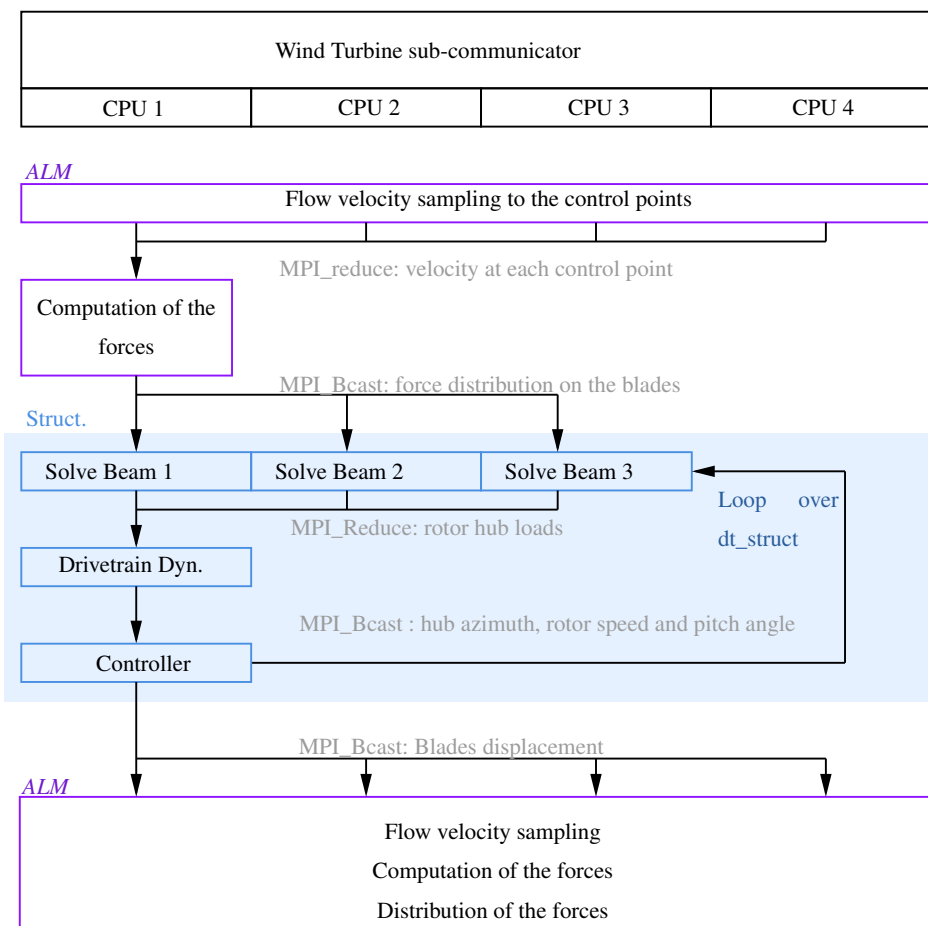 Wind Turbine sub-communicator
CPU 1 CPU 2 CPU 3 CPU 4
ALM
Flow velocity sampling to the control points
MPI_reduce: velocity at each control point
Computation of the
forces
MPI_Bcast: force distribution on the blades
Struct.
Solve Beam 1 Solve Beam 2 Solve Beam 3
Loop over
dt_struct
MPI_Reduce: rotor hub loads
Drivetrain Dyn.
MPI_Bcast : hub azimuth, rotor speed and pitch angle
Controller
MPI_Bcast: Blades displacement
ALM
Flow velocity sampling
Computation of the forces
Distribution of the forces